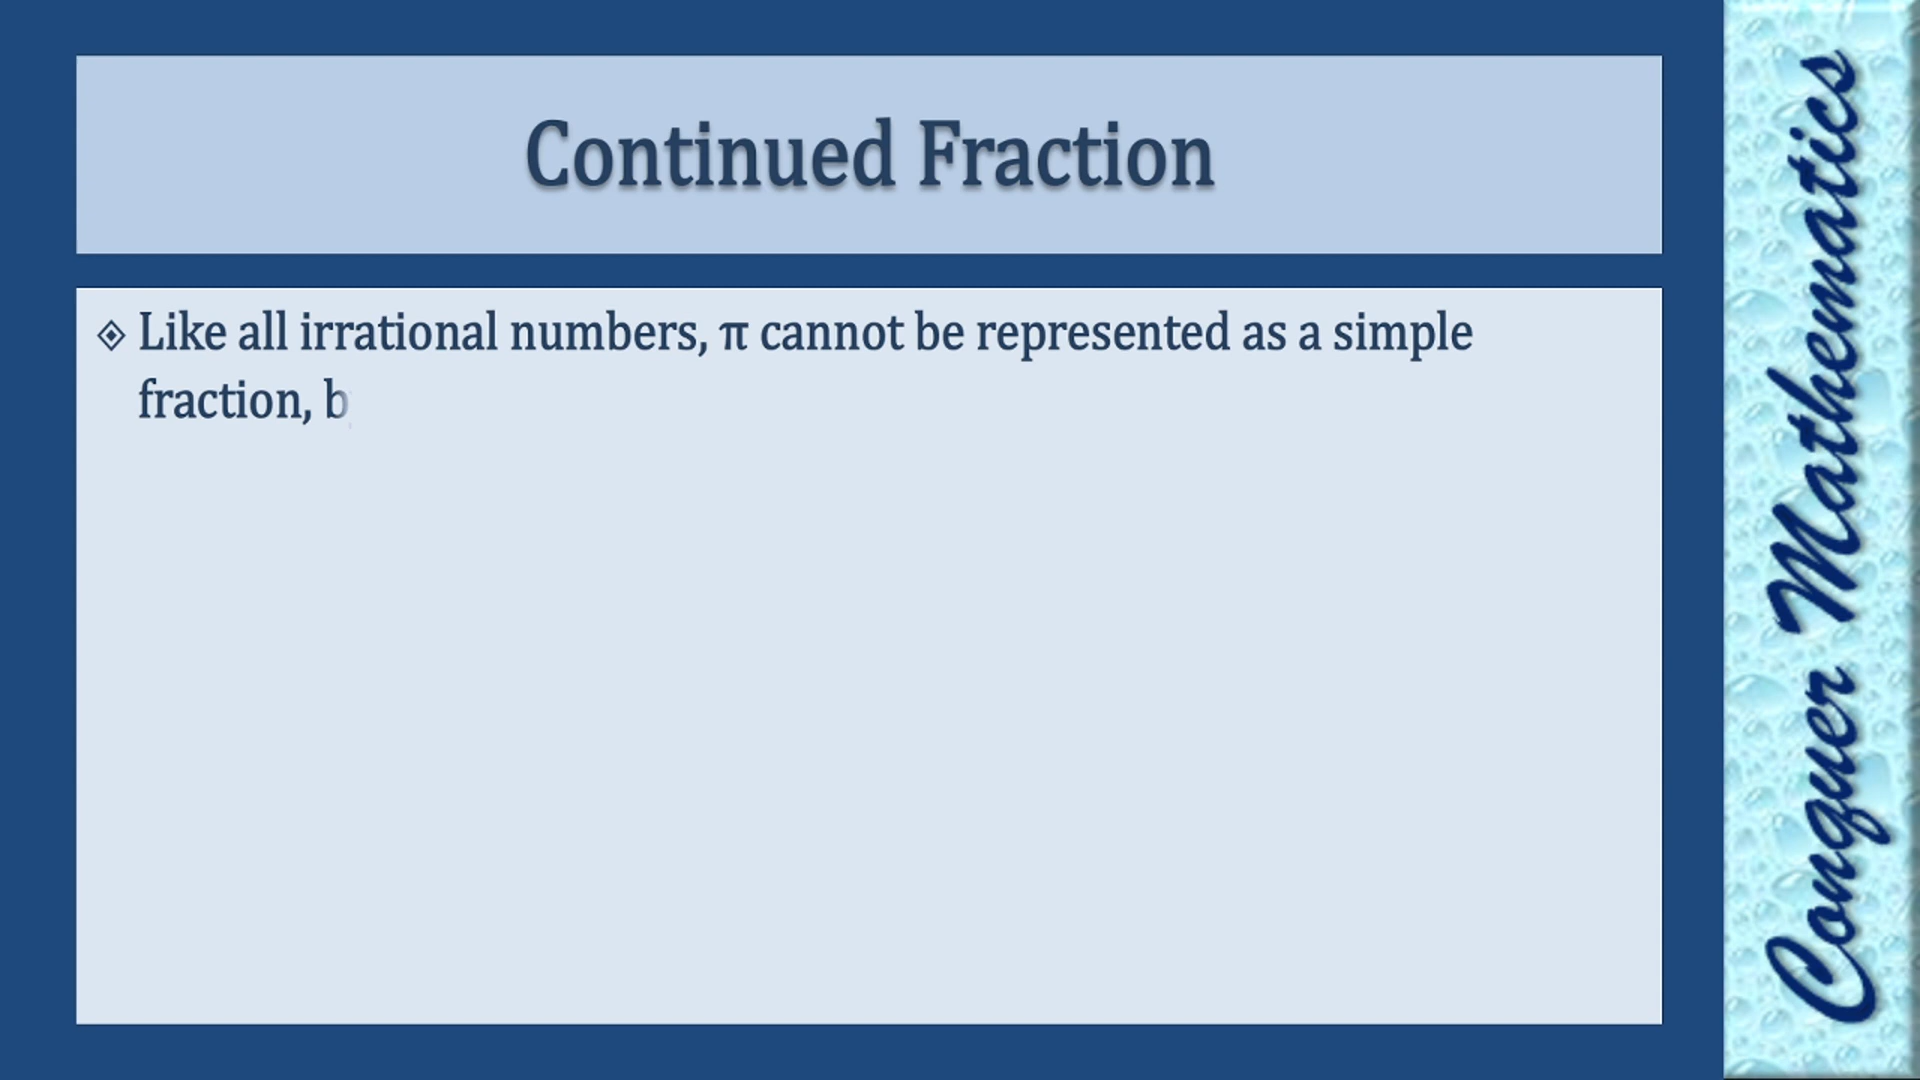 Continued Fraction
Like all irrational numbers, π cannot be represented as a simple
fraction, b
Conquer Mathematics